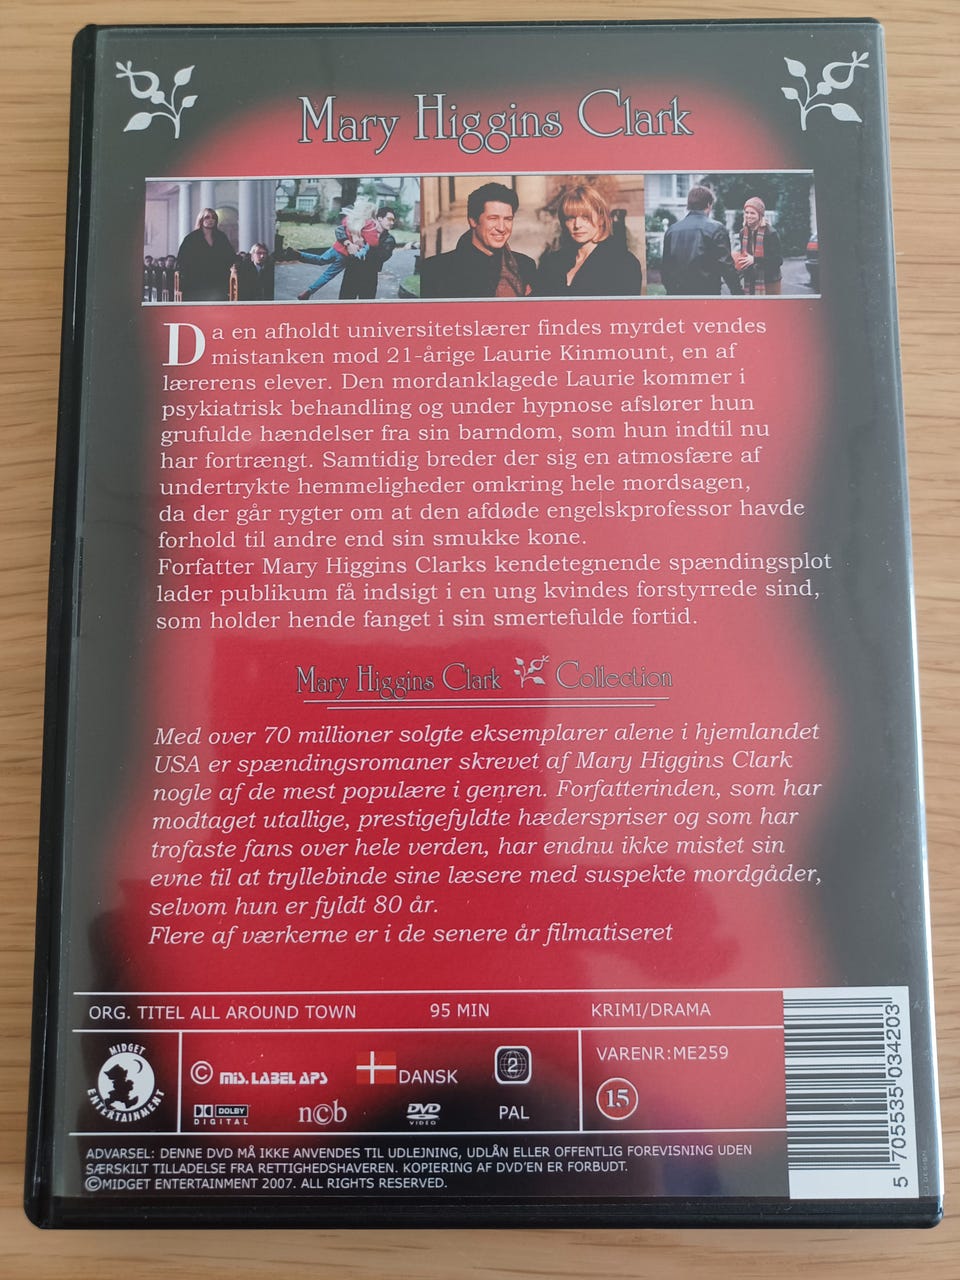 Mary Higgins Clark
Da en afholdt universitetslærer findes myrdet vendes
mistanken mod 21-årige Laurie Kinmount, en af
lærerens elever. Den mordanklagede Laurie kommer i
psykiatrisk behandling og under hypnose afslører hun
grufulde hændelser fra sin barndom, som hun indtil nu
har fortrængt. Samtidig breder der sig en atmosfære af
undertrykte hemmeligheder omkring hele mordsagen,
da der går rygter om at den afdøde engelskprofessor havde
forhold til andre end sin smukke kone.
Forfatter Mary Higgins Clarks kendetegnende spændingsplot
lader publikum få indsigt i en ung kvindes forstyrrede sind,
som holder hende fanget i sin smertefulde fortid.
Mary Higgins Clark Collection
Med over 70 millioner solgte eksemplarer alene i hjemlandet
USA er spændingsromaner skrevet af Mary Higgins Clark
nogle af de mest populære i genren. Forfatterinden, som har
modtaget utallige, prestigefyldte hæderspriser og som har
trofaste fans over hele verden, har endnu ikke mistet sin
evne til at tryllebinde sine læsere med suspekte mordgåder,
selvom hun er fyldt 80 år.
Flere af værkerne er i de senere år filmatiseret
ORG. TITEL ALL AROUND TOWN 95 MIN KRIMI/DRAMA
MIDGET ENTERTAINMENT
© MIS.LABEL APS DANSK 2
DOLBY DIGITAL ncb DVD VIDEO PAL
VARENR:ME259
15
ADVARSEL: DENNE DVD MÅ IKKE ANVENDES TIL UDLEJNING, UDLÅN ELLER OFFENTLIG FOREVISNING UDEN
SÆRSKILT TILLADELSE FRA RETTIGHEDSHAVEREN. KOPIERING AF DVD'EN ER FORBUDT.
©MIDGET ENTERTAINMENT 2007. ALL RIGHTS RESERVED.
5 705535 034203